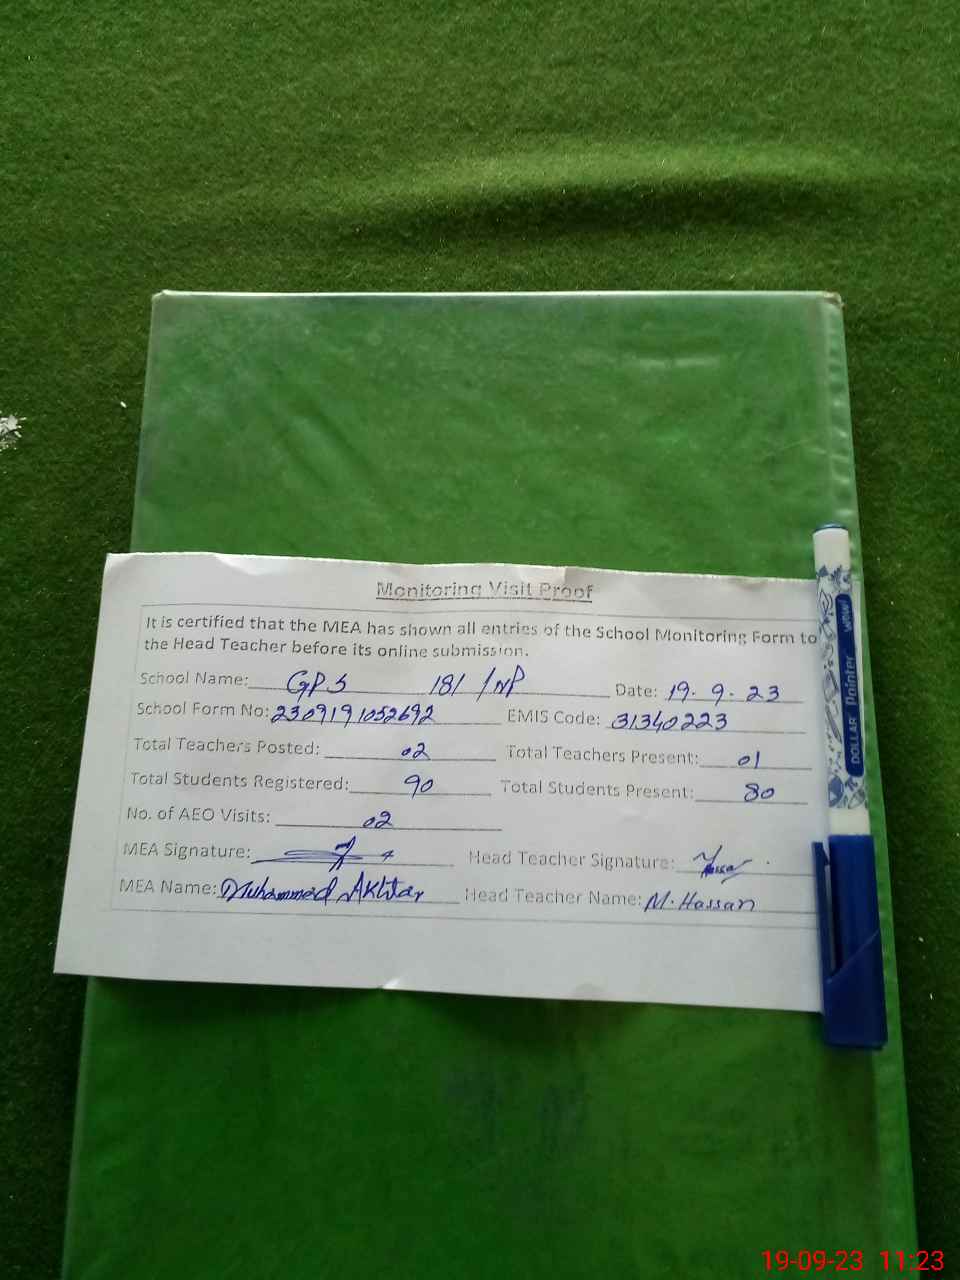 Monitoring Visit Proof
It is certified that the MEA has shown all entries of the School Monitoring Form to
the Head Teacher before its online submission.
School Name: GPS 181 /NP Date: 19. 9. 23
School Form No: 2309191052692 EMIS Code: 31340223
Total Teachers Posted: 02 Total Teachers Present: 01
Total Students Registered: 90 Total Students Present: 80
No. of AEO Visits: 02
MEA Signature: Head Teacher Signature:
MEA Name: Muhammad Akhtar Head Teacher Name: M. Hassan
DOLLAR Pointer WOW!
19-09-23 11:23